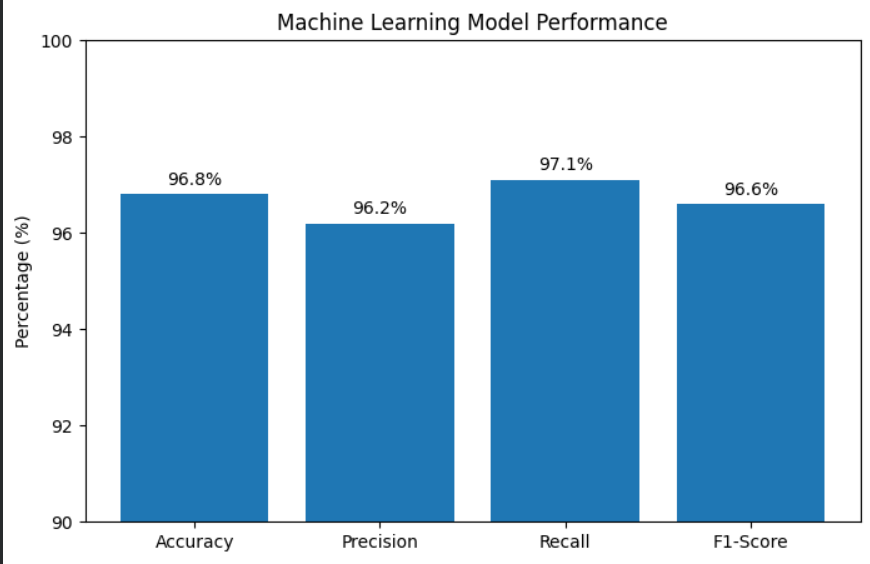 Machine Learning Model Performance
100
98
96
94
92
90
Percentage (%)
96.8%
96.2%
97.1%
96.6%
Accuracy
Precision
Recall
F1-Score